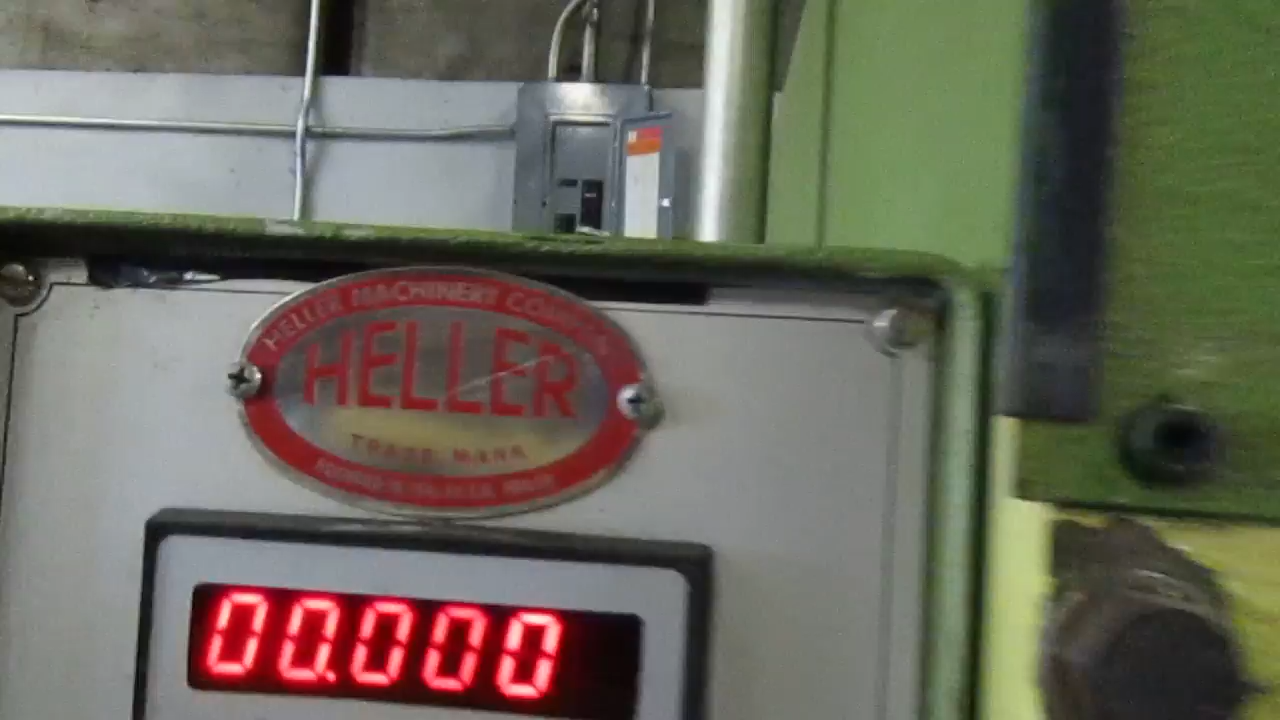 HELLER MACHINERY COMPANY
HELLER
TRADE MARK
00.000